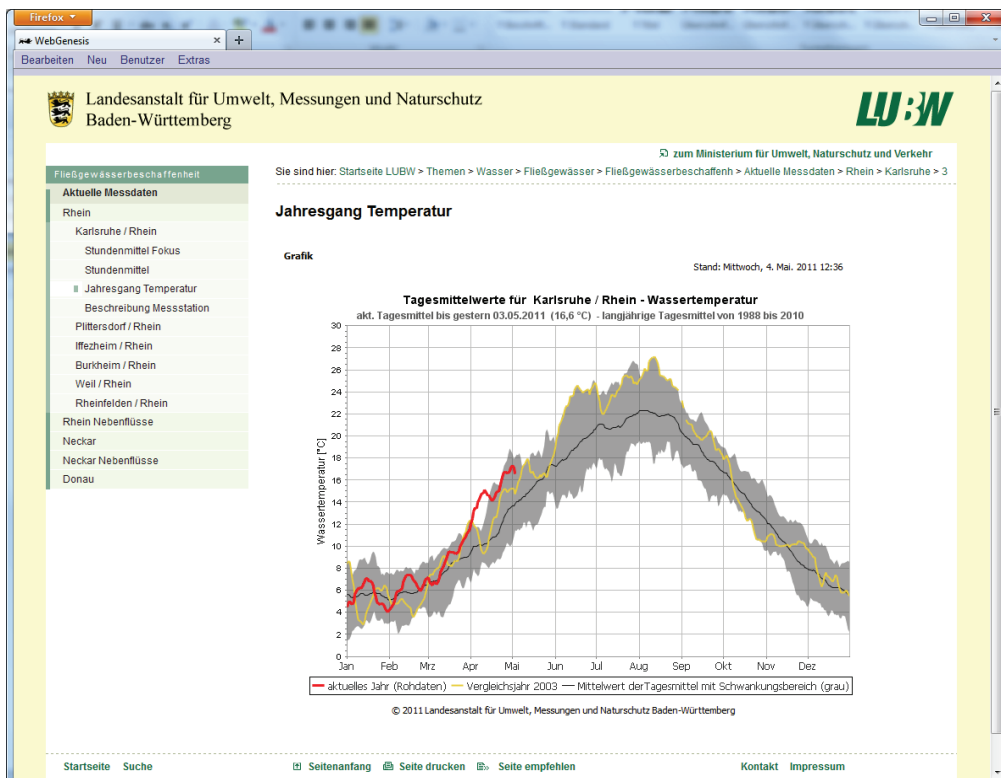 Firefox
WebGenesis
Bearbeiten Neu Benutzer Extras
Landesanstalt für Umwelt, Messungen und Naturschutz
Baden-Württemberg
LUBW
zum Ministerium für Umwelt, Naturschutz und Verkehr
Sie sind hier: Startseite LUBW > Themen > Wasser > Fließgewässer > Fließgewässerbeschaffenh > Aktuelle Messdaten > Rhein > Karlsruhe > 3
Fließgewässerbeschaffenheit
Aktuelle Messdaten
Rhein
Karlsruhe / Rhein
Stundenmittel Fokus
Stundenmittel
Jahresgang Temperatur
Beschreibung Messstation
Plittersdorf / Rhein
Iffezheim / Rhein
Burkheim / Rhein
Weil / Rhein
Rheinfelden / Rhein
Rhein Nebenflüsse
Neckar
Neckar Nebenflüsse
Donau
Jahresgang Temperatur
Grafik
Stand: Mittwoch, 4. Mai. 2011 12:36
Tagesmittelwerte für Karlsruhe / Rhein - Wassertemperatur
akt. Tagesmittel bis gestern 03.05.2011 (16,6 °C) - langjährige Tagesmittel von 1988 bis 2010
Wassertemperatur [°C]
30
28
26
24
22
20
18
16
14
12
10
8
6
4
2
0
Jan Feb Mrz Apr Mai Jun Jul Aug Sep Okt Nov Dez
aktuelles Jahr (Rohdaten) Vergleichsjahr 2003 Mittelwert derTagesmittel mit Schwankungsbereich (grau)
© 2011 Landesanstalt für Umwelt, Messungen und Naturschutz Baden-Württemberg
Startseite Suche Seitenanfang Seite drucken Seite empfehlen Kontakt Impressum